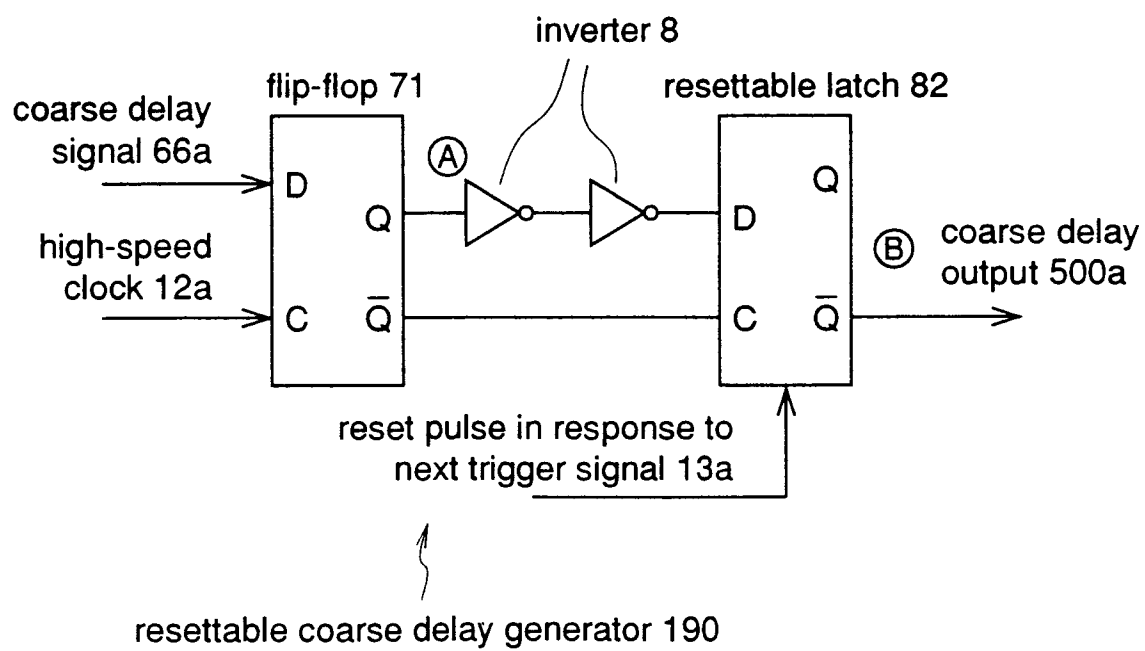 inverter 8
flip-flop 71
resettable latch 82
coarse delay
signal 66a
A
D
Q
Q
D
high-speed
clock 12a
B
coarse delay
output 500a
C
Q̅
C
Q̅
reset pulse in response to
next trigger signal 13a
resettable coarse delay generator 190